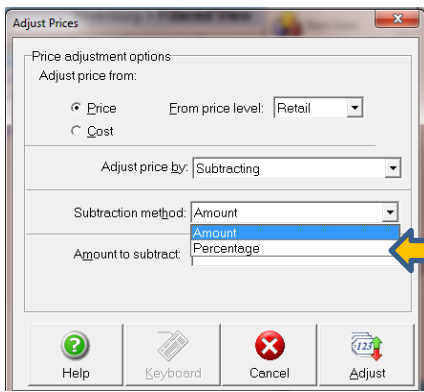 Adjust Prices
Price adjustment options
Adjust price from:
Price From price level: Retail
Cost
Adjust price by: Subtracting
Subtraction method: Amount
Amount
Percentage
Amount to subtract:
123
Help Keyboard Cancel Adjust